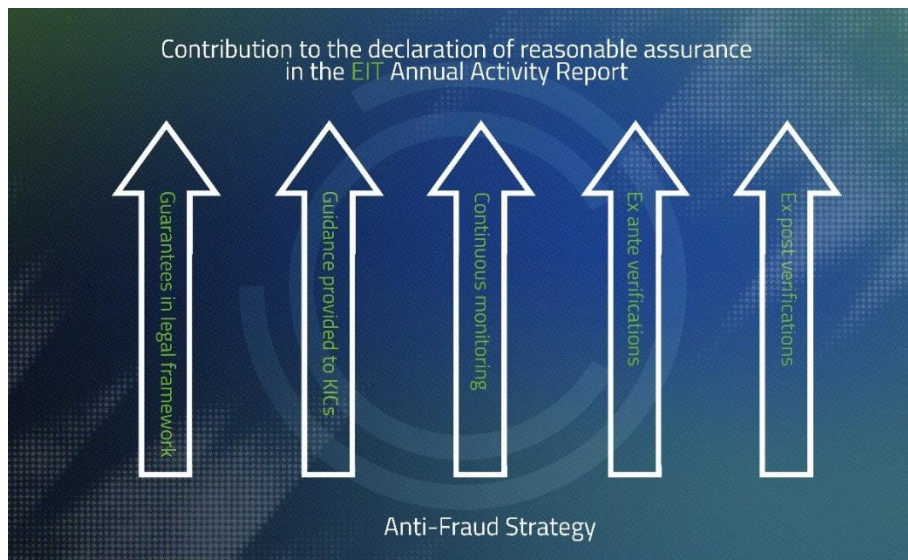 Contribution to the declaration of reasonable assurance
in the EIT Annual Activity Report
Guarantees in legal framework
Guidance provided to KICs
Continuous monitoring
Ex ante verifications
Ex post verifications
Anti-Fraud Strategy